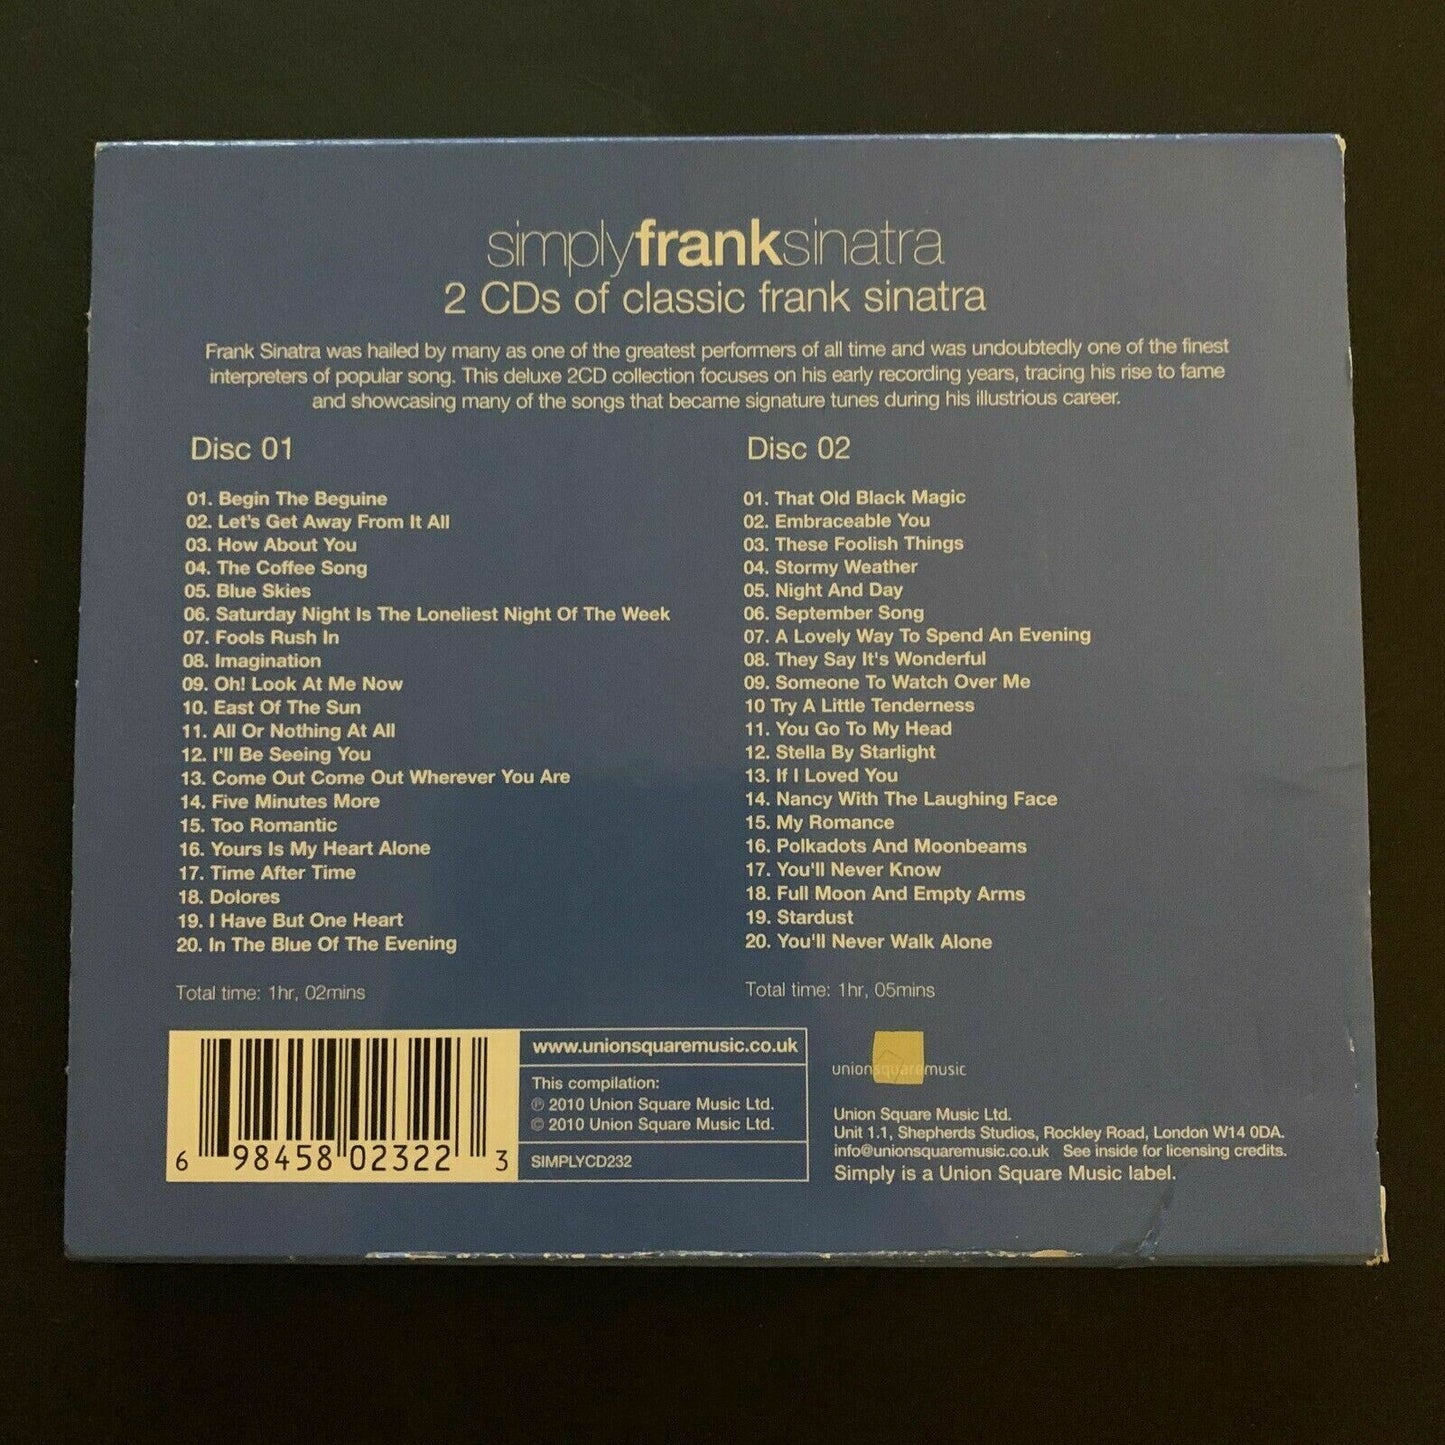 simplyfranksinatra
2 CDs of classic frank sinatra
Frank Sinatra was hailed by many as one of the greatest performers of all time and was undoubtedly one of the finest
interpreters of popular song. This deluxe 2CD collection focuses on his early recording years, tracing his rise to fame
and showcasing many of the songs that became signature tunes during his illustrious career.
Disc 01
01. Begin The Beguine
02. Let's Get Away From It All
03. How About You
04. The Coffee Song
05. Blue Skies
06. Saturday Night Is The Loneliest Night Of The Week
07. Fools Rush In
08. Imagination
09. Oh! Look At Me Now
10. East Of The Sun
11. All Or Nothing At All
12. I'll Be Seeing You
13. Come Out Come Out Wherever You Are
14. Five Minutes More
15. Too Romantic
16. Yours Is My Heart Alone
17. Time After Time
18. Dolores
19. I Have But One Heart
20. In The Blue Of The Evening
Total time: 1hr, 02mins
Disc 02
01. That Old Black Magic
02. Embraceable You
03. These Foolish Things
04. Stormy Weather
05. Night And Day
06. September Song
07. A Lovely Way To Spend An Evening
08. They Say It's Wonderful
09. Someone To Watch Over Me
10 Try A Little Tenderness
11. You Go To My Head
12. Stella By Starlight
13. If I Loved You
14. Nancy With The Laughing Face
15. My Romance
16. Polkadots And Moonbeams
17. You'll Never Know
18. Full Moon And Empty Arms
19. Stardust
20. You'll Never Walk Alone
Total time: 1hr, 05mins
6 98458 02322 3
www.unionsquaremusic.co.uk
This compilation:
℗ 2010 Union Square Music Ltd.
© 2010 Union Square Music Ltd.
SIMPLYCD232
unionsquaremusic
Union Square Music Ltd.
Unit 1.1, Shepherds Studios, Rockley Road, London W14 0DA.
info@unionsquaremusic.co.uk See inside for licensing credits.
Simply is a Union Square Music label.